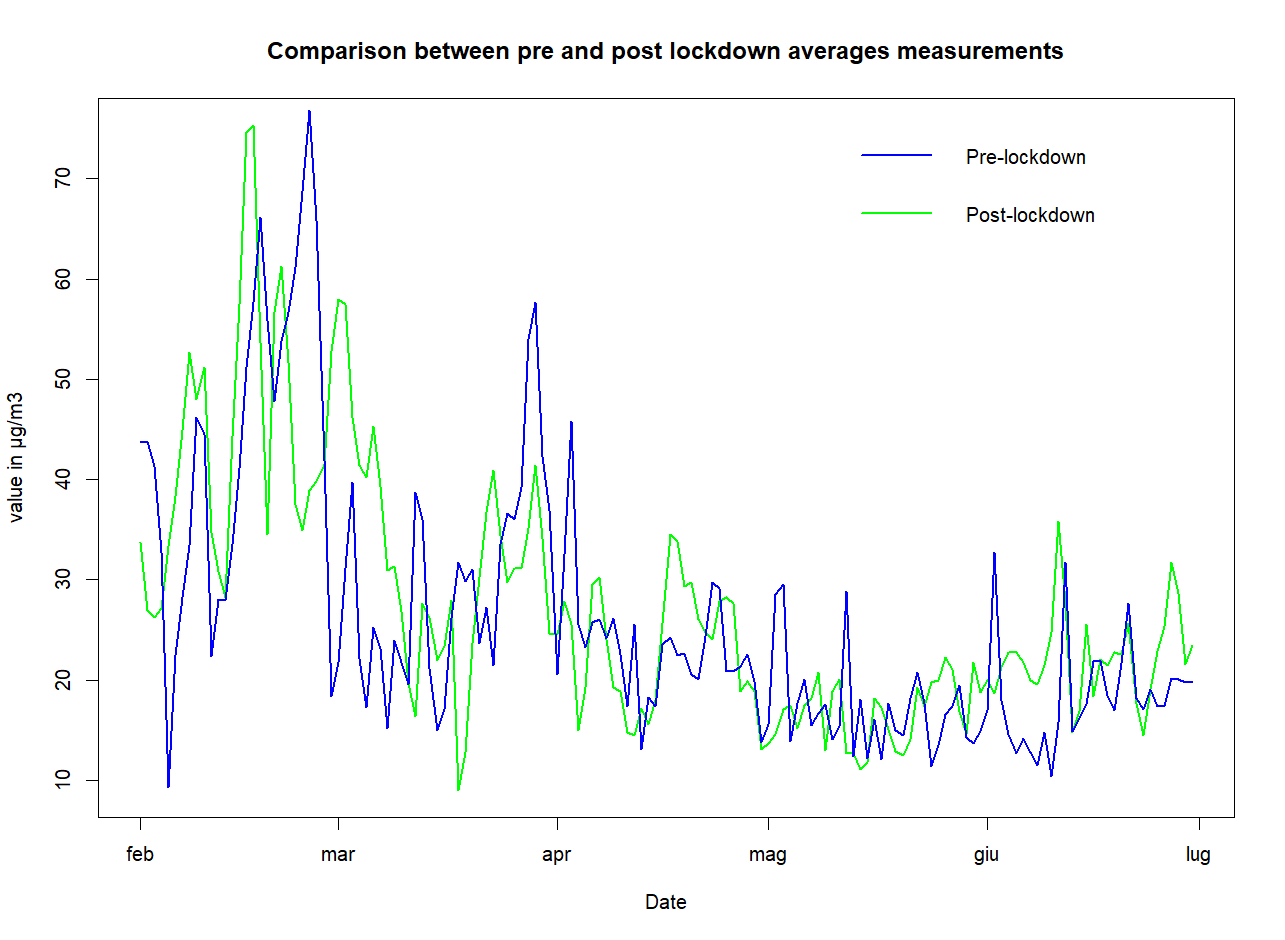 Comparison between pre and post lockdown averages measurements
Pre-lockdown
Post-lockdown
value in µg/m3
70
60
50
40
30
20
10
feb mar apr mag giu lug
Date